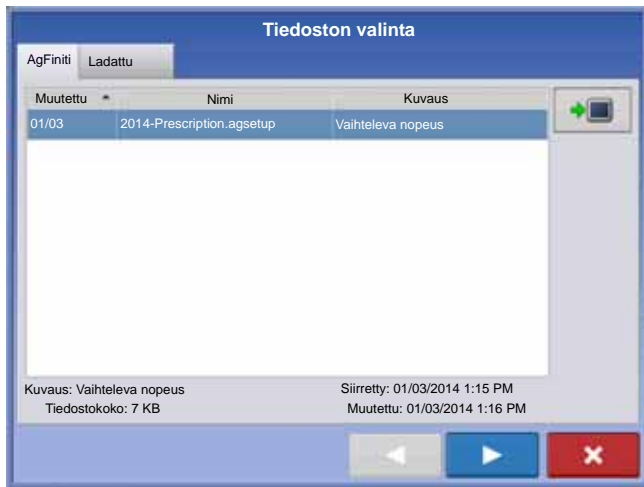 Tiedoston valinta
AgFiniti Ladattu
Muutettu Nimi Kuvaus
01/03 2014-Prescription.agsetup Vaihteleva nopeus
Kuvaus: Vaihteleva nopeus Siirretty: 01/03/2014 1:15 PM
Tiedostokoko: 7 KB Muutettu: 01/03/2014 1:16 PM